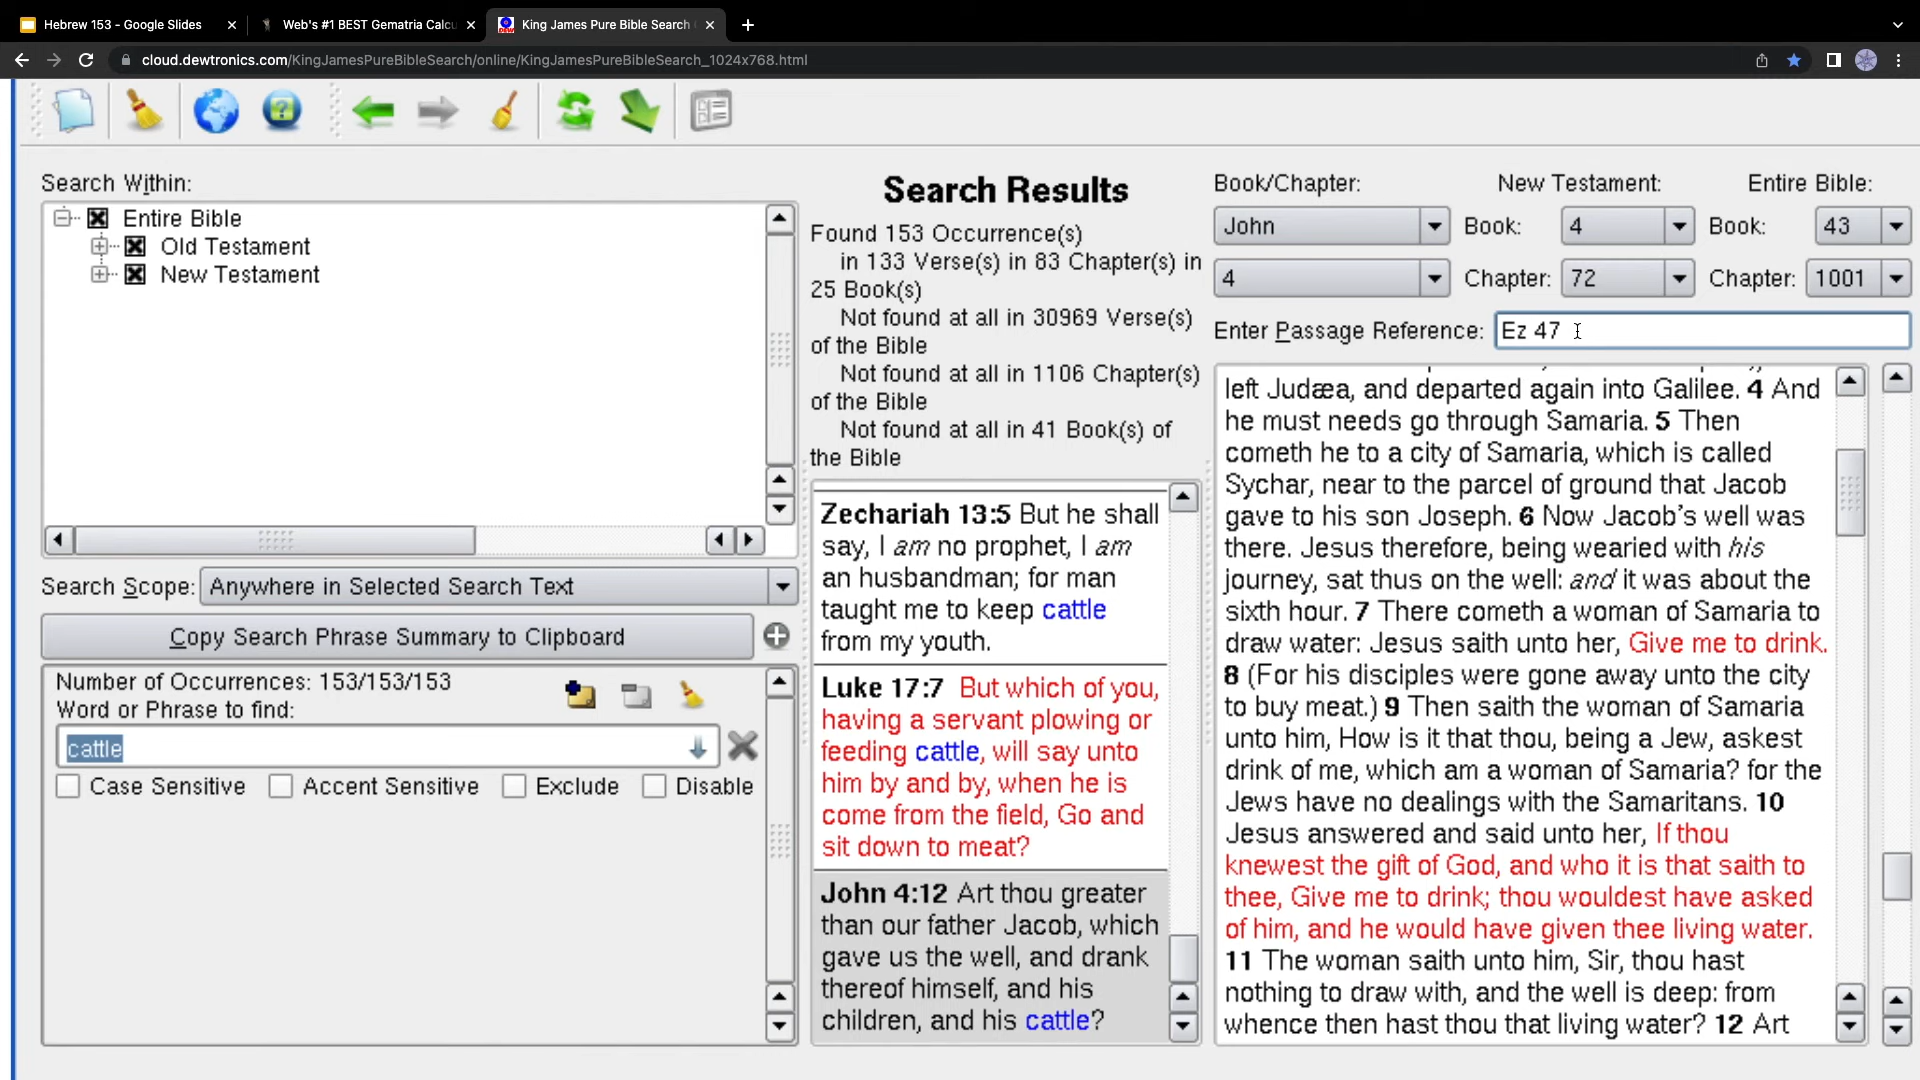 Hebrew 153 - Google Slides
Web's #1 BEST Gematria Calcu
King James Pure Bible Search
cloud.dewtronics.com/KingJamesPureBibleSearch/online/KingJamesPureBibleSearch_1024x768.html
Search Within:
Entire Bible
Old Testament
New Testament
Search Scope: Anywhere in Selected Search Text
Copy Search Phrase Summary to Clipboard
Number of Occurrences: 153/153/153
Word or Phrase to find:
cattle
Case Sensitive Accent Sensitive Exclude Disable
Search Results
Found 153 Occurrence(s)
in 133 Verse(s) in 83 Chapter(s) in
25 Book(s)
Not found at all in 30969 Verse(s)
of the Bible
Not found at all in 1106 Chapter(s)
of the Bible
Not found at all in 41 Book(s) of
the Bible
Zechariah 13:5 But he shall
say, I am no prophet, I am
an husbandman; for man
taught me to keep cattle
from my youth.
Luke 17:7 But which of you,
having a servant plowing or
feeding cattle, will say unto
him by and by, when he is
come from the field, Go and
sit down to meat?
John 4:12 Art thou greater
than our father Jacob, which
gave us the well, and drank
thereof himself, and his
children, and his cattle?
Book/Chapter: New Testament: Entire Bible:
John Book: 4 Book: 43
4 Chapter: 72 Chapter: 1001
Enter Passage Reference: Ez 47
left Judæa, and departed again into Galilee. 4 And
he must needs go through Samaria. 5 Then
cometh he to a city of Samaria, which is called
Sychar, near to the parcel of ground that Jacob
gave to his son Joseph. 6 Now Jacob’s well was
there. Jesus therefore, being wearied with his
journey, sat thus on the well: and it was about the
sixth hour. 7 There cometh a woman of Samaria to
draw water: Jesus saith unto her, Give me to drink.
8 (For his disciples were gone away unto the city
to buy meat.) 9 Then saith the woman of Samaria
unto him, How is it that thou, being a Jew, askest
drink of me, which am a woman of Samaria? for the
Jews have no dealings with the Samaritans. 10
Jesus answered and said unto her, If thou
knewest the gift of God, and who it is that saith to
thee, Give me to drink; thou wouldest have asked
of him, and he would have given thee living water.
11 The woman saith unto him, Sir, thou hast
nothing to draw with, and the well is deep: from
whence then hast thou that living water? 12 Art